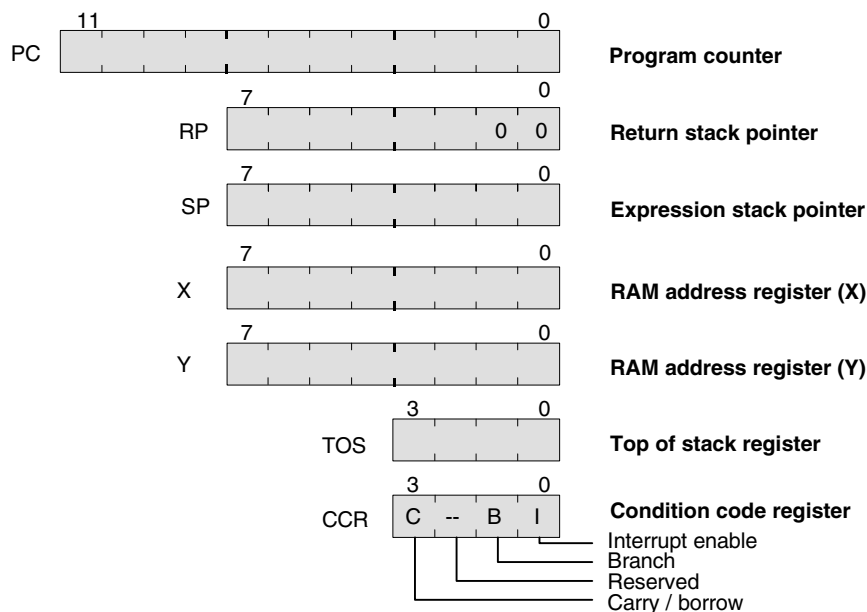 11 0
PC Program counter
7 0
RP 0 0 Return stack pointer
7 0
SP Expression stack pointer
7 0
X RAM address register (X)
7 0
Y RAM address register (Y)
3 0
TOS Top of stack register
3 0
CCR C -- B I Condition code register
Interrupt enable
Branch
Reserved
Carry / borrow